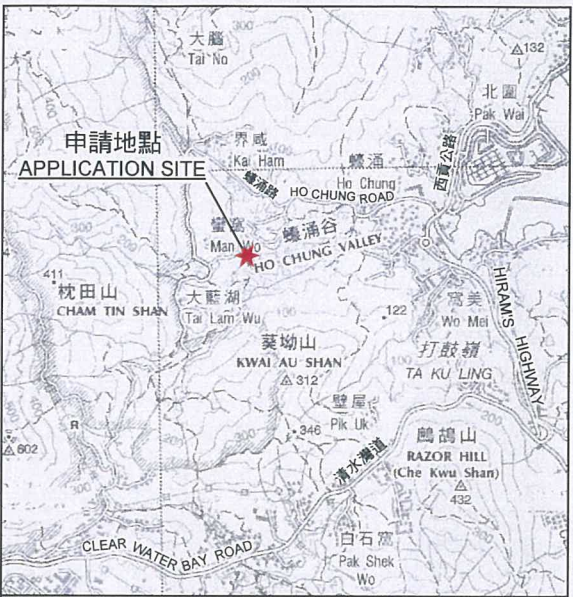 大腦
Tai No
132
北圍
Pak Wai
申請地點
APPLICATION SITE
界咸
Kai Ham
蠔涌
Ho Chung
西貢公路
蠔涌路
HO CHUNG ROAD
蠻窩
Man Wo
蠔涌谷
HO CHUNG VALLEY
411
枕田山
CHAM TIN SHAN
大藍湖
Tai Lam Wu
122
窩美
Wo Mei
HIRAM'S HIGHWAY
葵坳山
KWAI AU SHAN
312
打鼓嶺
TA KU LING
壁屋
Pik Uk
346
R
602
清水灣道
鷓鴣山
RAZOR HILL
(Che Kwu Shan)
432
CLEAR WATER BAY ROAD
白石窩
Pak Shek
Wo